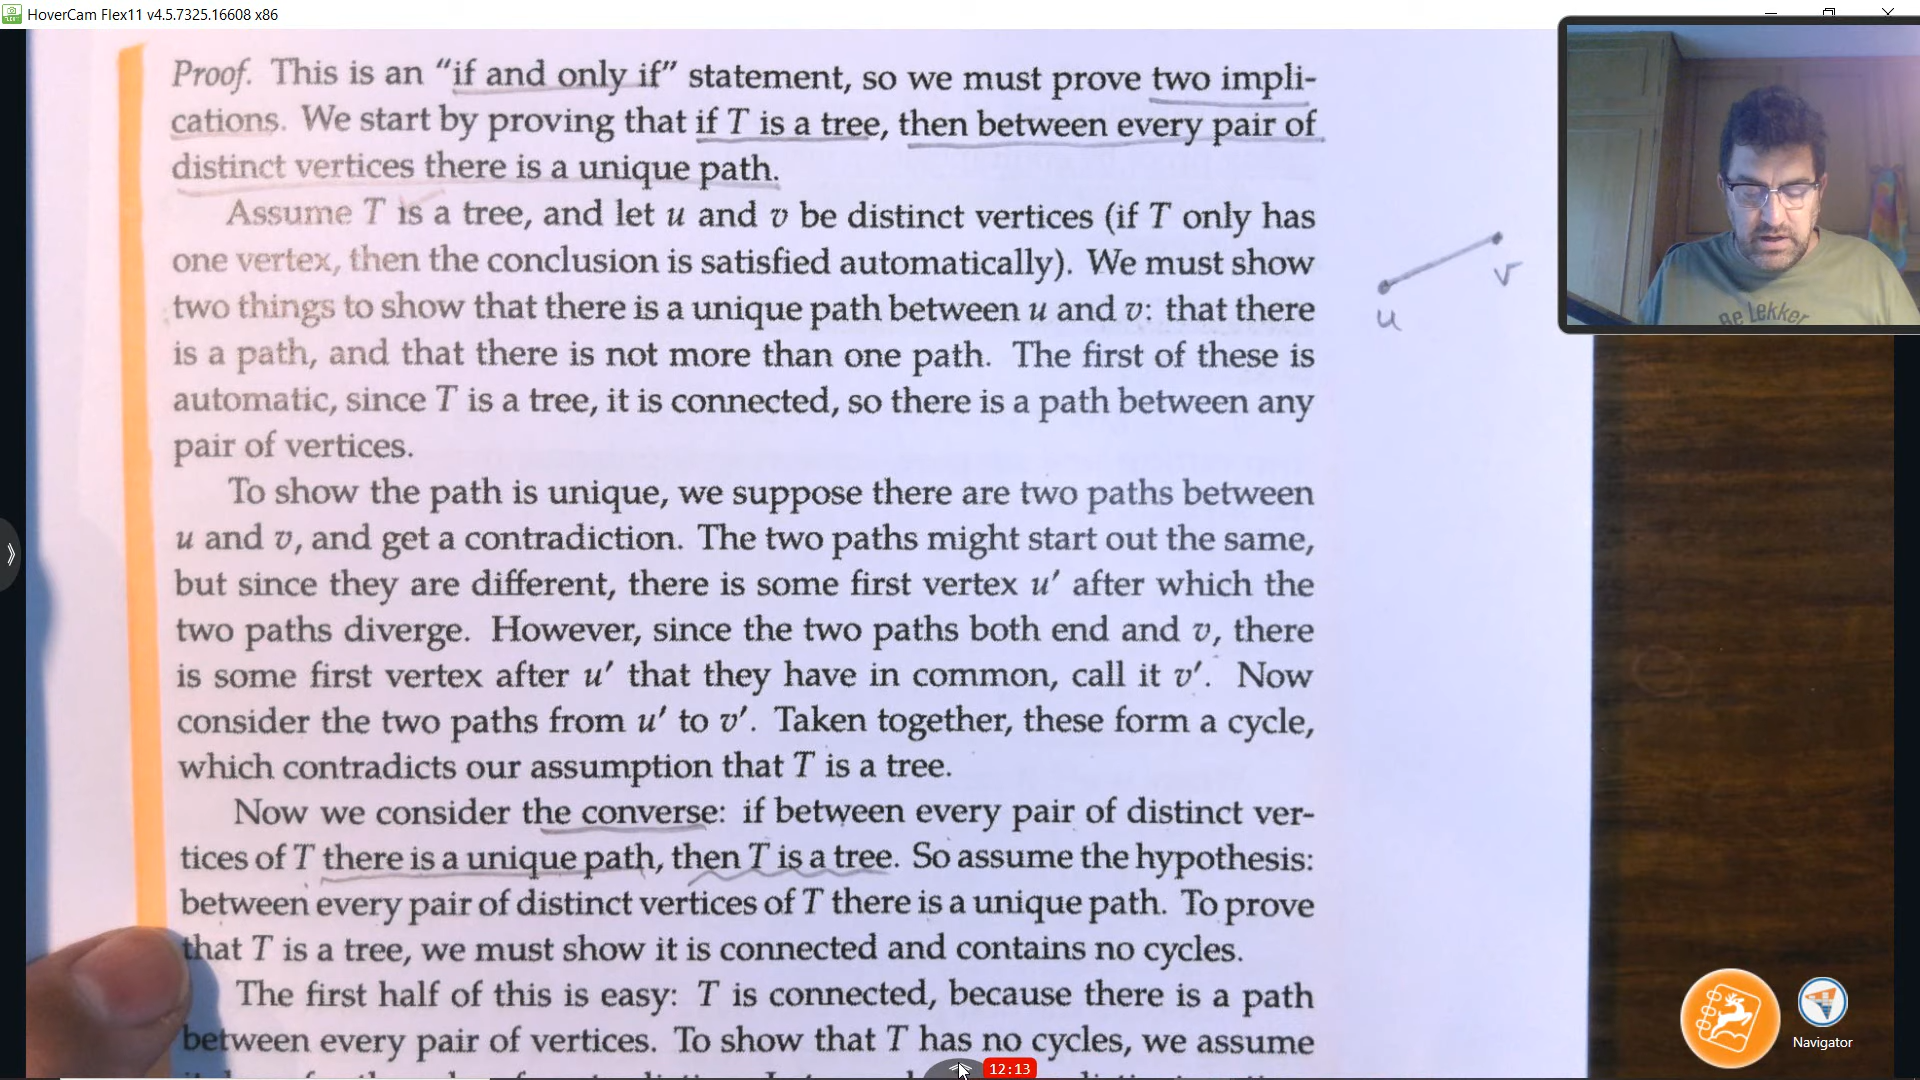 HoverCam Flex11 v4.5.7325.16608 x86
Proof. This is an “if and only if” statement, so we must prove two impli-
cations. We start by proving that if T is a tree, then between every pair of
distinct vertices there is a unique path.
Assume T is a tree, and let u and v be distinct vertices (if T only has
one vertex, then the conclusion is satisfied automatically). We must show
two things to show that there is a unique path between u and v: that there
is a path, and that there is not more than one path. The first of these is
automatic, since T is a tree, it is connected, so there is a path between any
pair of vertices.
To show the path is unique, we suppose there are two paths between
u and v, and get a contradiction. The two paths might start out the same,
but since they are different, there is some first vertex u′ after which the
two paths diverge. However, since the two paths both end and v, there
is some first vertex after u′ that they have in common, call it v′. Now
consider the two paths from u′ to v′. Taken together, these form a cycle,
which contradicts our assumption that T is a tree.
Now we consider the converse: if between every pair of distinct ver-
tices of T there is a unique path, then T is a tree. So assume the hypothesis:
between every pair of distinct vertices of T there is a unique path. To prove
that T is a tree, we must show it is connected and contains no cycles.
The first half of this is easy: T is connected, because there is a path
between every pair of vertices. To show that T has no cycles, we assume
u
v
Be Lekker
Navigator
12:13